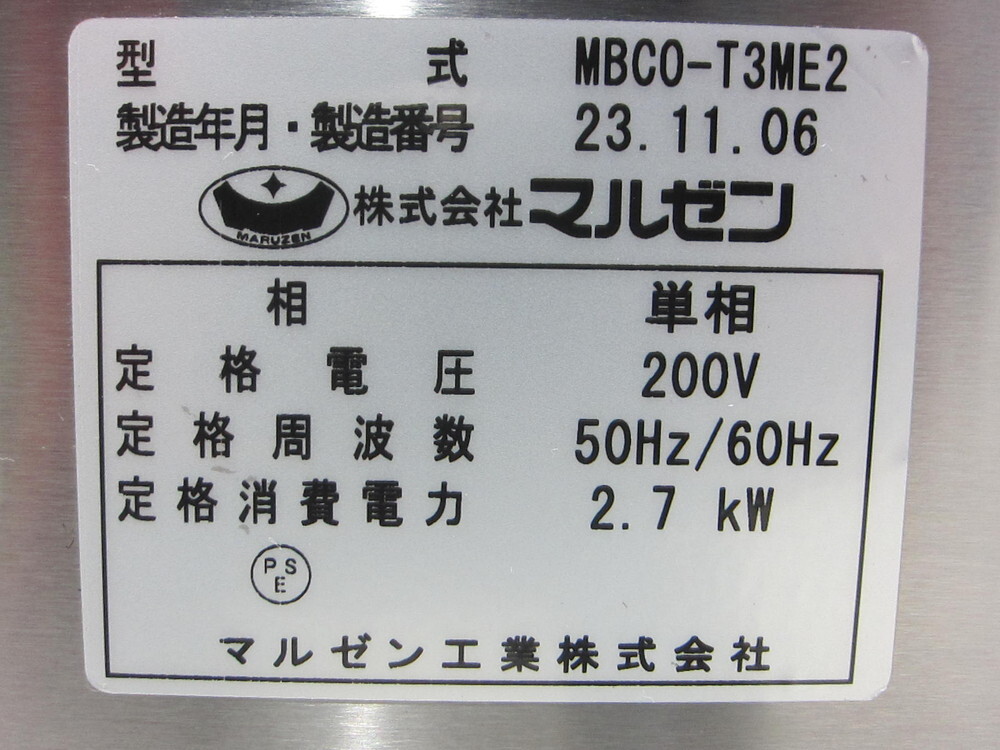 型式 MBCO-T3ME2
製造年月・製造番号 23.11.06
MARUZEN 株式会社マルゼン
相 単相
定格電圧 200V
定格周波数 50Hz/60Hz
定格消費電力 2.7 kW
PSE
マルゼン工業株式会社